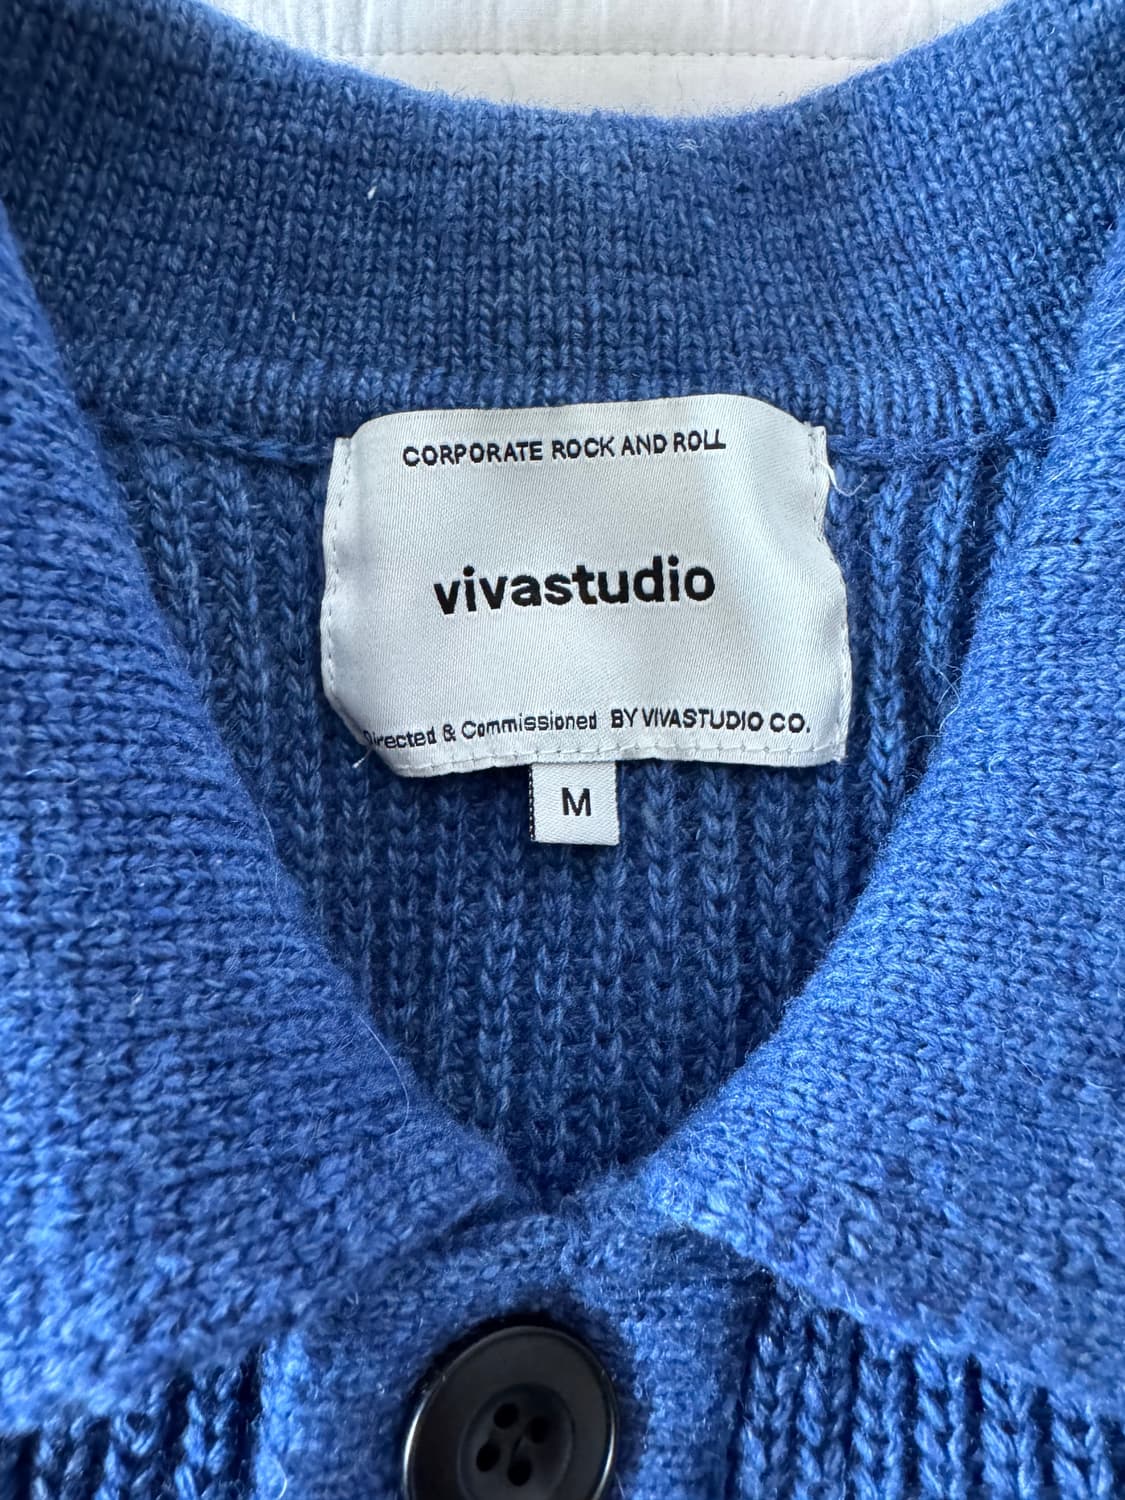 CORPORATE ROCK AND ROLL
vivastudio
Directed & Commissioned BY VIVASTUDIO CO.
M